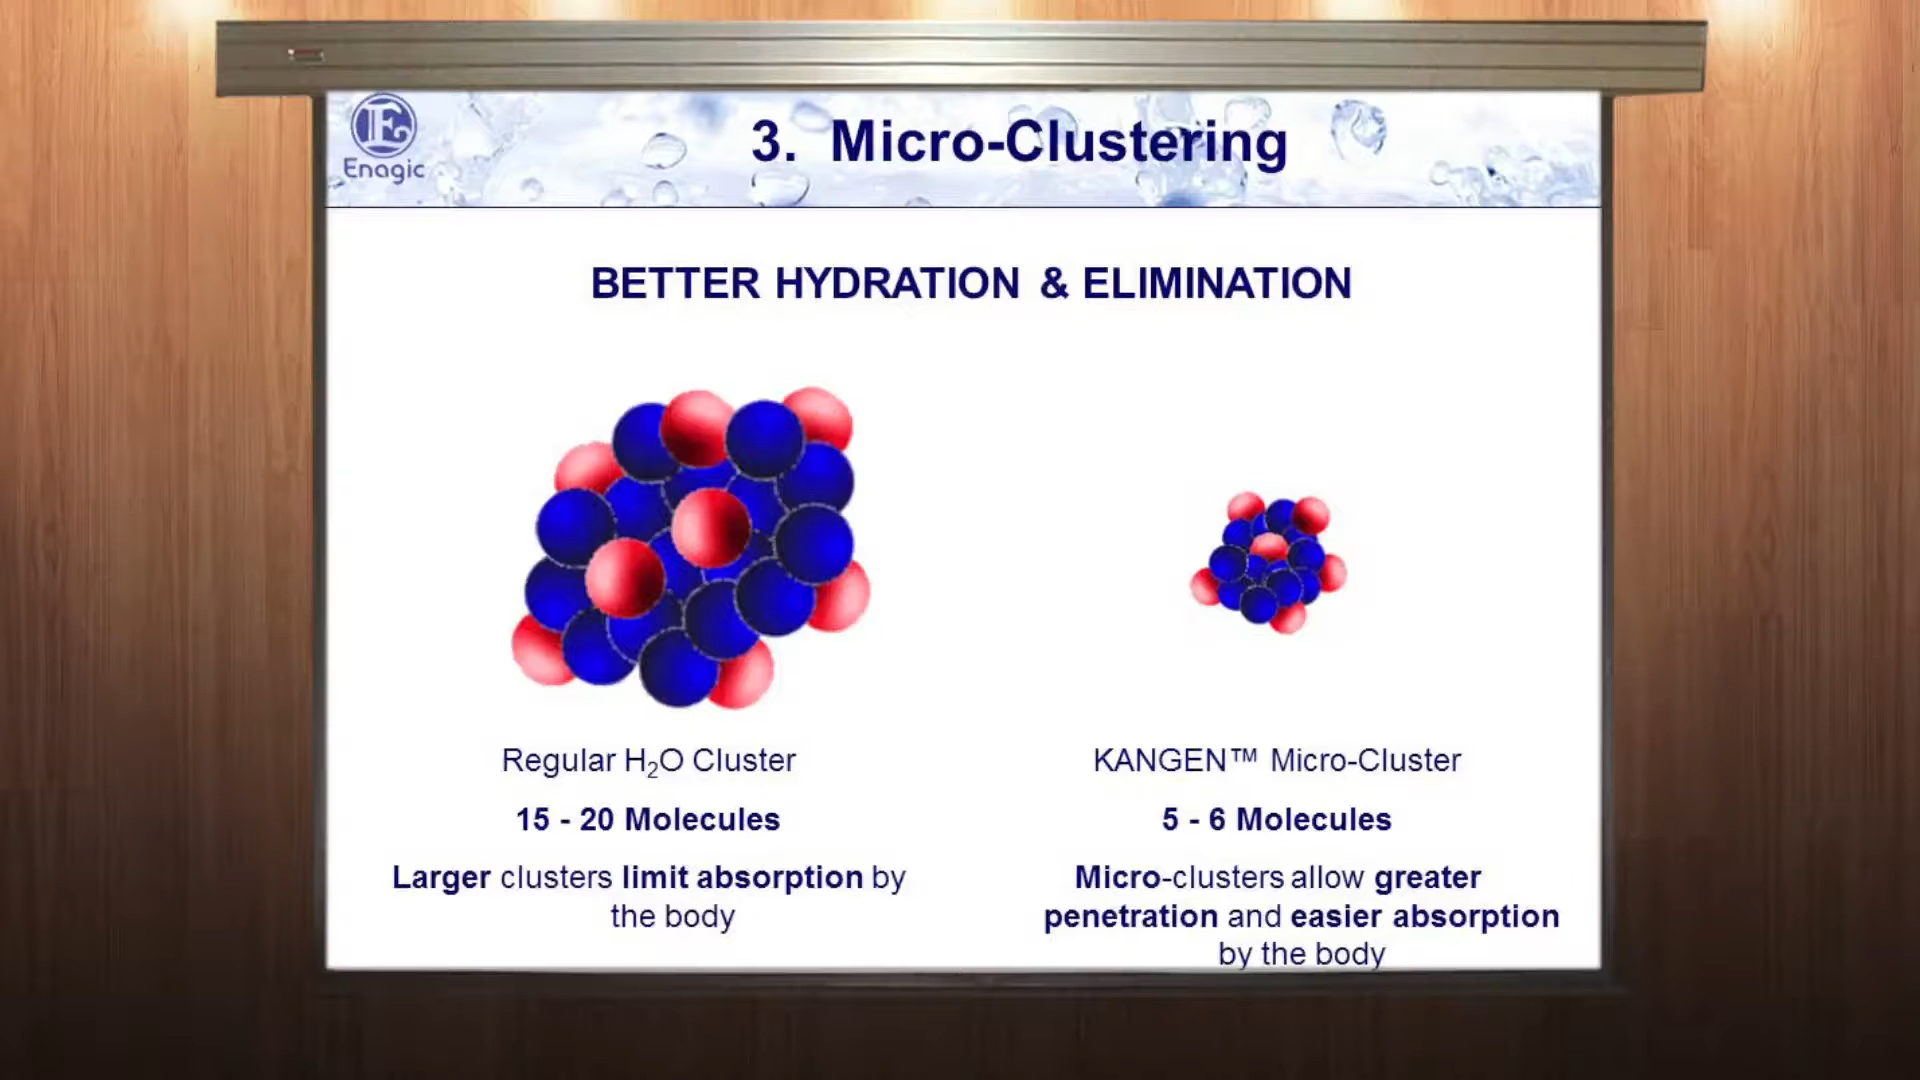 Enagic
3. Micro-Clustering
BETTER HYDRATION & ELIMINATION
Regular H₂O Cluster
15 - 20 Molecules
Larger clusters limit absorption by
the body
KANGEN™ Micro-Cluster
5 - 6 Molecules
Micro-clusters allow greater
penetration and easier absorption
by the body